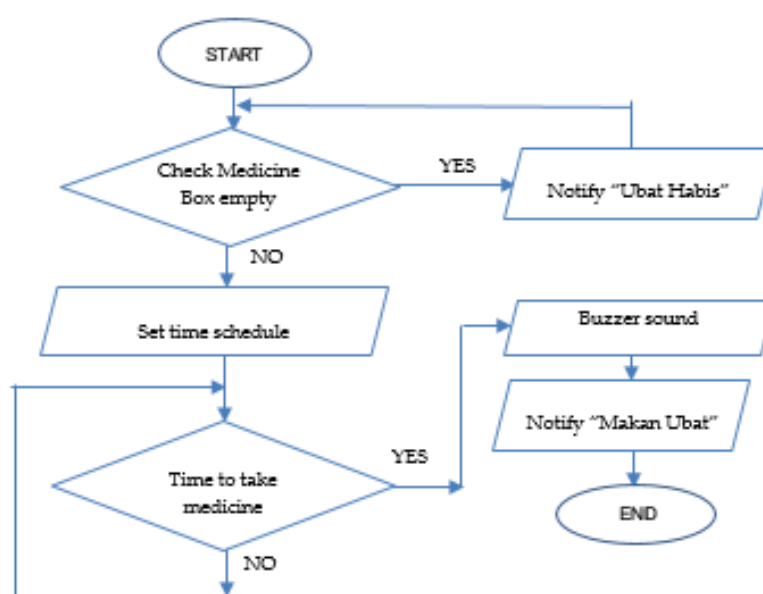 START
Check Medicine
Box empty
YES
Notify “Ubat Habis”
NO
Set time schedule
Buzzer sound
Notify “Makan Ubat”
Time to take
medicine
YES
END
NO